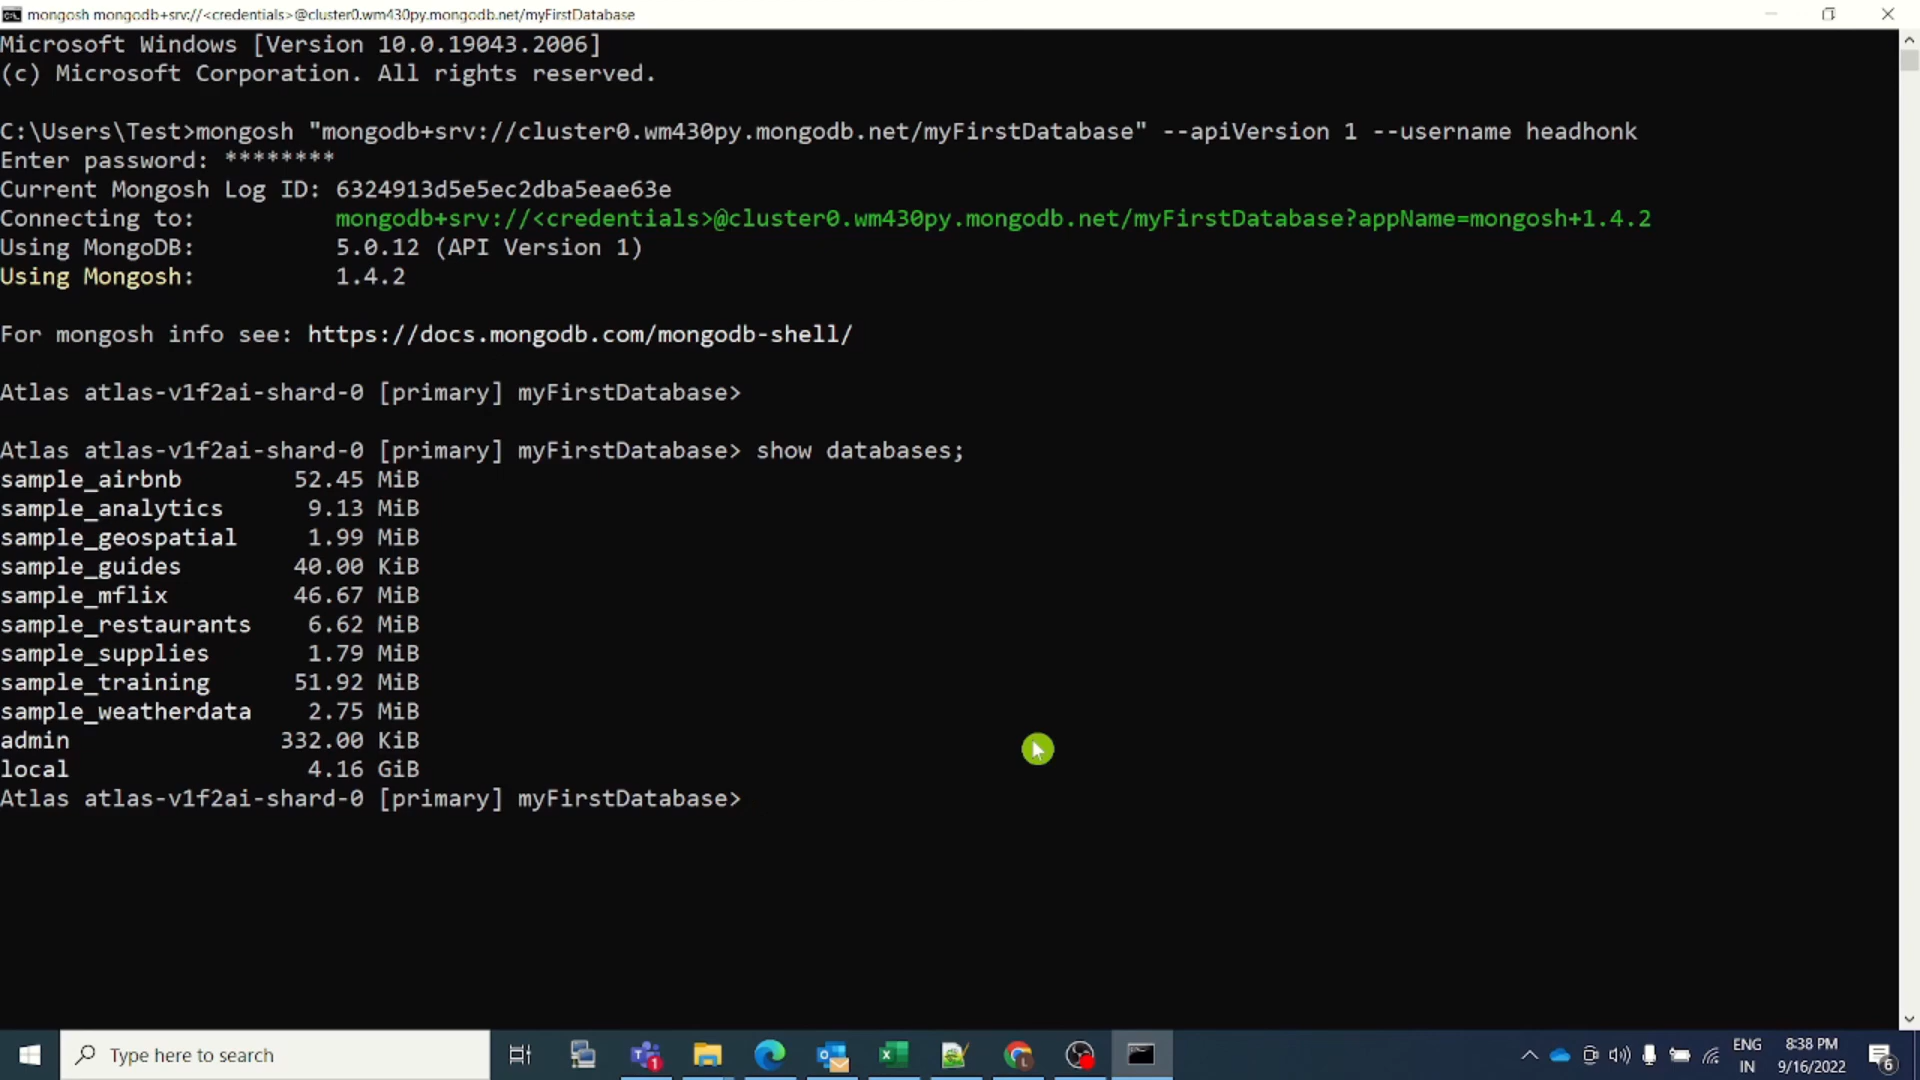 mongosh mongodb+srv://<credentials>@cluster0.wm430py.mongodb.net/myFirstDatabase
Microsoft Windows [Version 10.0.19043.2006]
(c) Microsoft Corporation. All rights reserved.
C:\Users\Test>mongosh "mongodb+srv://cluster0.wm430py.mongodb.net/myFirstDatabase" --apiVersion 1 --username headhonk
Enter password: ********
Current Mongosh Log ID: 6324913d5e5ec2dba5eae63e
Connecting to: mongodb+srv://<credentials>@cluster0.wm430py.mongodb.net/myFirstDatabase?appName=mongosh+1.4.2
Using MongoDB: 5.0.12 (API Version 1)
Using Mongosh: 1.4.2
For mongosh info see: https://docs.mongodb.com/mongodb-shell/
Atlas atlas-v1f2ai-shard-0 [primary] myFirstDatabase>
Atlas atlas-v1f2ai-shard-0 [primary] myFirstDatabase> show databases;
sample_airbnb 52.45 MiB
sample_analytics 9.13 MiB
sample_geospatial 1.99 MiB
sample_guides 40.00 KiB
sample_mflix 46.67 MiB
sample_restaurants 6.62 MiB
sample_supplies 1.79 MiB
sample_training 51.92 MiB
sample_weatherdata 2.75 MiB
admin 332.00 KiB
local 4.16 GiB
Atlas atlas-v1f2ai-shard-0 [primary] myFirstDatabase>
Type here to search
1
ENG
IN
8:38 PM
9/16/2022
6